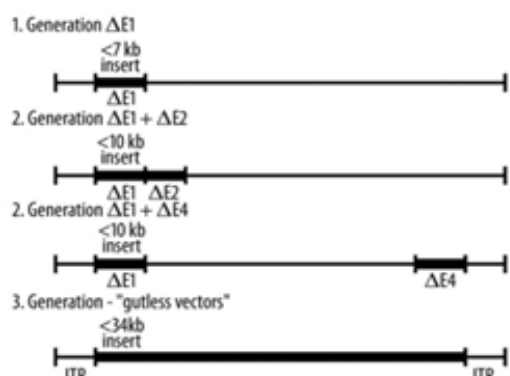 1. Generation ΔE1
<7 kb
insert
ΔE1
2. Generation ΔE1 + ΔE2
<10 kb
insert
ΔE1 ΔE2
2. Generation ΔE1 + ΔE4
<10 kb
insert
ΔE1 ΔE4
3. Generation - "gutless vectors"
<34kb
insert
ITR ITR